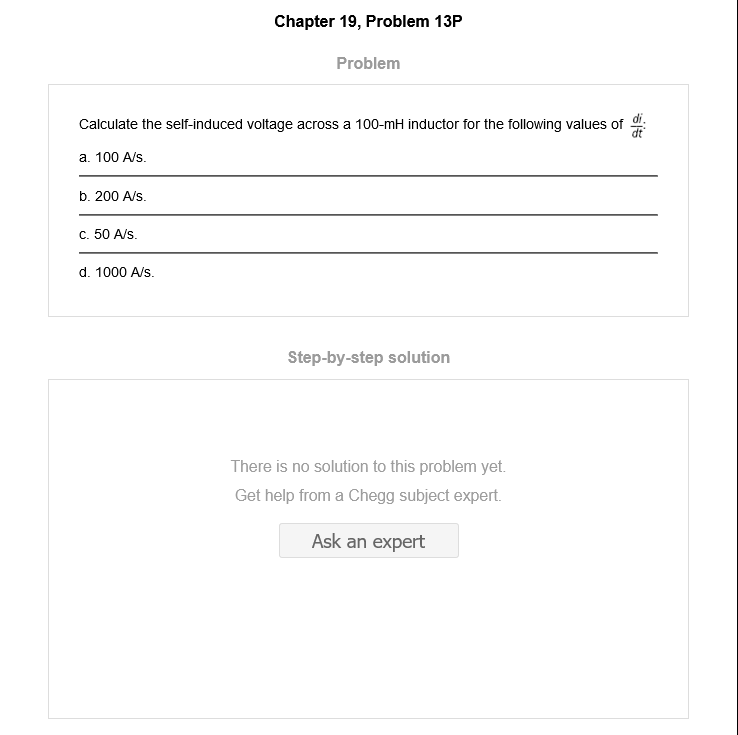 Chapter 19, Problem 13P
Problem
Calculate the self-induced voltage across a 100-mH inductor for the following values of di/dt:
a. 100 A/s.
b. 200 A/s.
c. 50 A/s.
d. 1000 A/s.
Step-by-step solution
There is no solution to this problem yet.
Get help from a Chegg subject expert.
Ask an expert